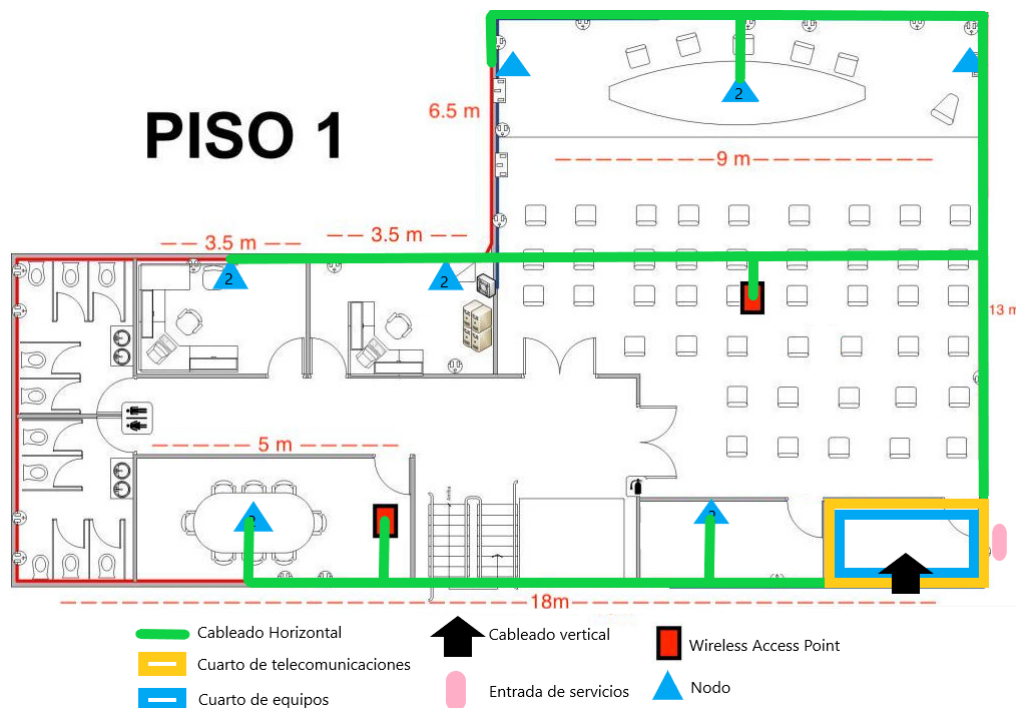 6.5 m
PISO 1
2
9 m
3.5 m
3.5 m
2
2
13 m
5 m
2
2
18m
Cableado Horizontal
Cableado vertical
Wireless Access Point
Cuarto de telecomunicaciones
Entrada de servicios
Nodo
Cuarto de equipos